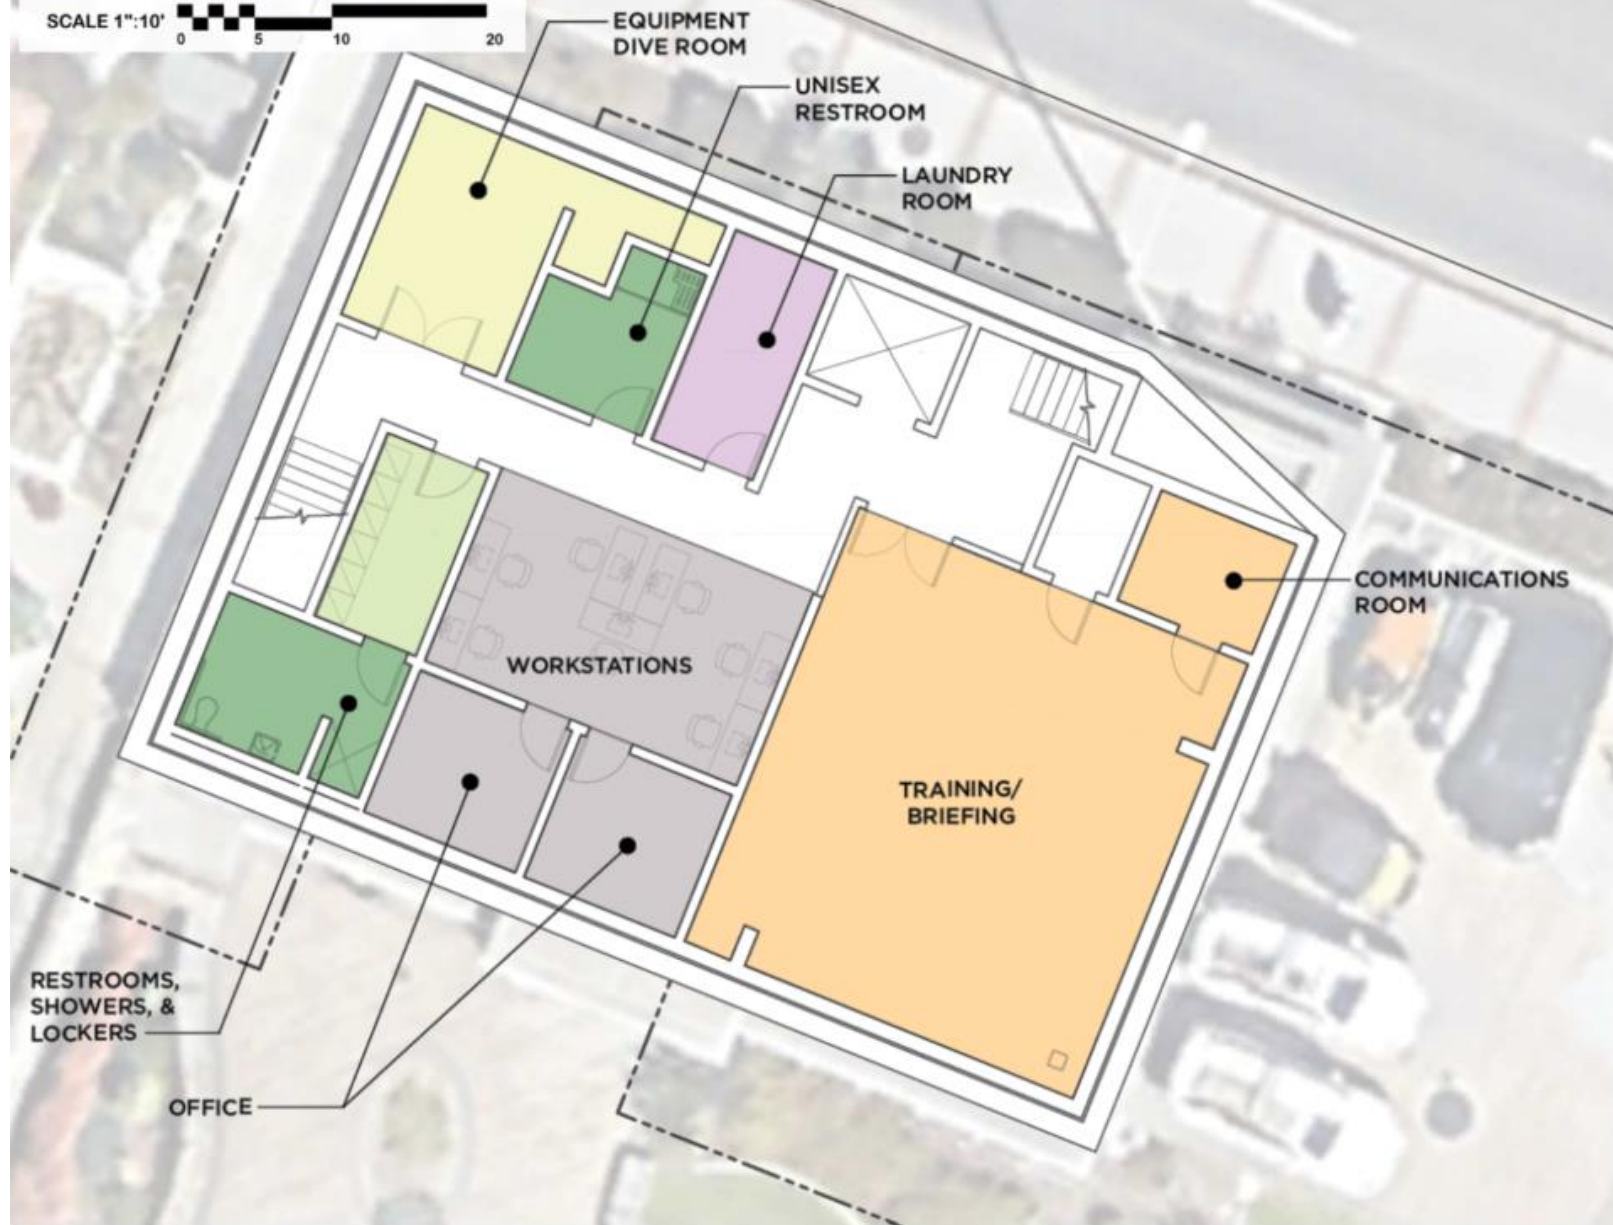 SCALE 1":10'
0 5 10 20
EQUIPMENT
DIVE ROOM
UNISEX
RESTROOM
LAUNDRY
ROOM
COMMUNICATIONS
ROOM
WORKSTATIONS
TRAINING/
BRIEFING
RESTROOMS,
SHOWERS, &
LOCKERS
OFFICE